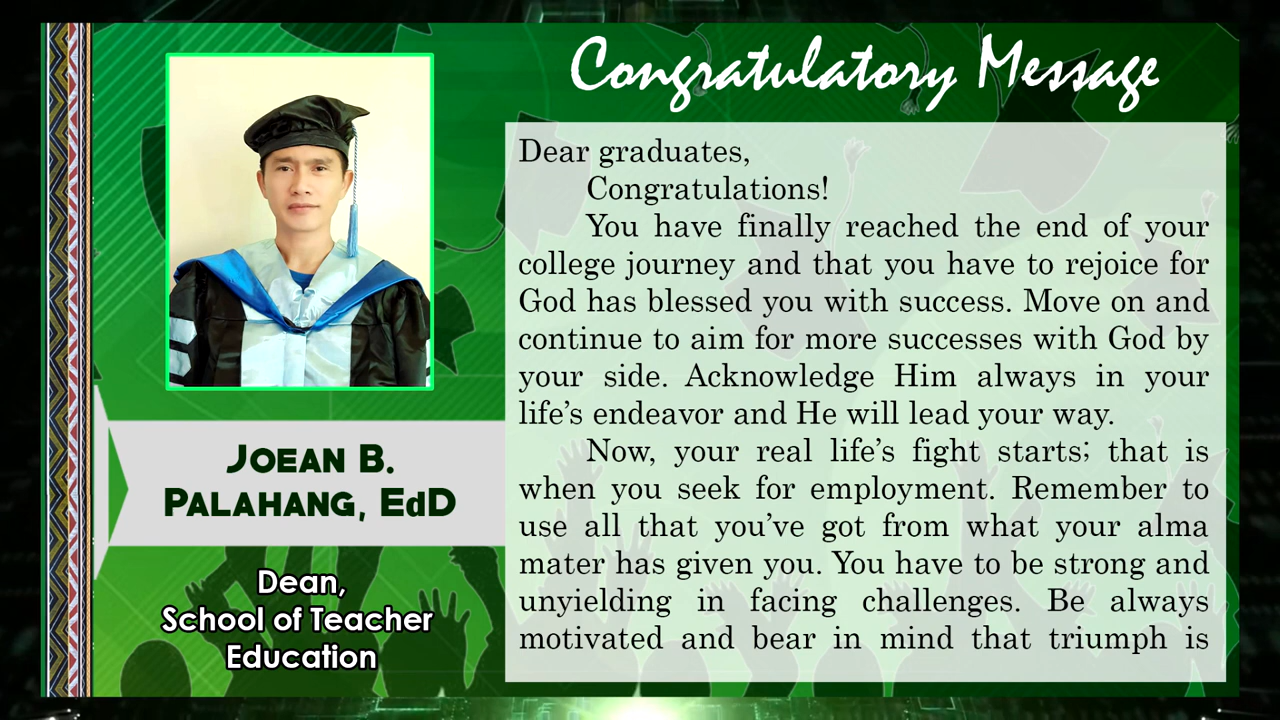 Congratulatory Message
Dear graduates,
Congratulations!
You have finally reached the end of your
college journey and that you have to rejoice for
God has blessed you with success. Move on and
continue to aim for more successes with God by
your side. Acknowledge Him always in your
life's endeavor and He will lead your way.
Now, your real life's fight starts; that is
when you seek for employment. Remember to
use all that you've got from what your alma
mater has given you. You have to be strong and
unyielding in facing challenges. Be always
motivated and bear in mind that triumph is
Joean B.
Palahang, EdD
Dean,
School of Teacher
Education